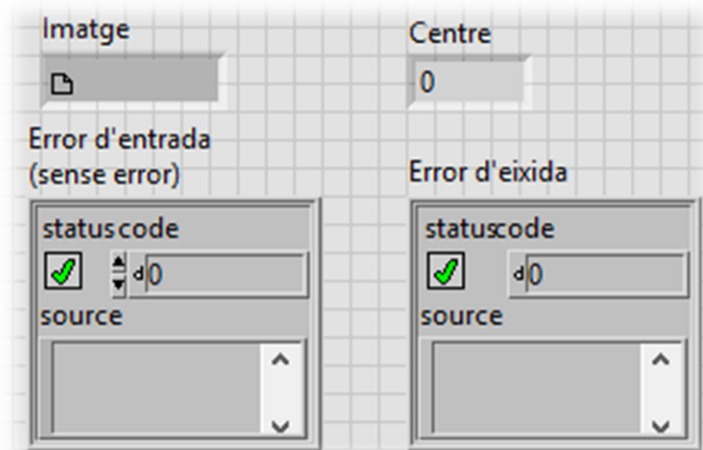 Imatge
Centre
0
Error d'entrada
(sense error)
Error d'eixida
status code
d 0
source
status code
d 0
source